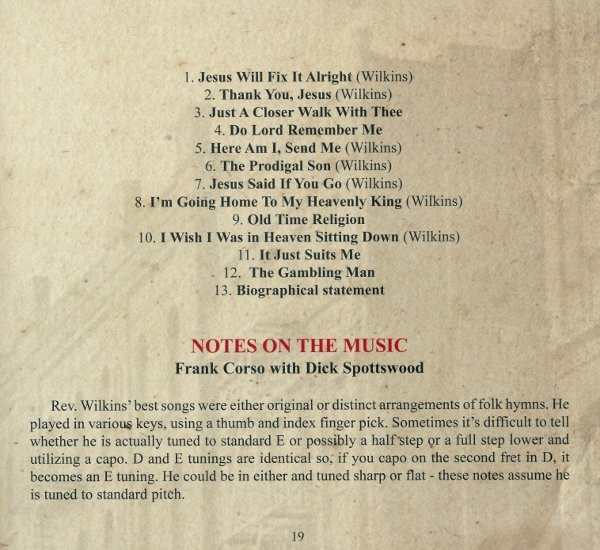 1. Jesus Will Fix It Alright (Wilkins)
2. Thank You, Jesus (Wilkins)
3. Just A Closer Walk With Thee
4. Do Lord Remember Me
5. Here Am I, Send Me (Wilkins)
6. The Prodigal Son (Wilkins)
7. Jesus Said If You Go (Wilkins)
8. I'm Going Home To My Heavenly King (Wilkins)
9. Old Time Religion
10. I Wish I Was in Heaven Sitting Down (Wilkins)
11. It Just Suits Me
12. The Gambling Man
13. Biographical statement
NOTES ON THE MUSIC
Frank Corso with Dick Spottswood
Rev. Wilkins' best songs were either original or distinct arrangements of folk hymns. He
played in various keys, using a thumb and index finger pick. Sometimes it's difficult to tell
whether he is actually tuned to standard E or possibly a half step or a full step lower and
utilizing a capo. D and E tunings are identical so, if you capo on the second fret in D, it
becomes an E tuning. He could be in either and tuned sharp or flat - these notes assume he
is tuned to standard pitch.
19